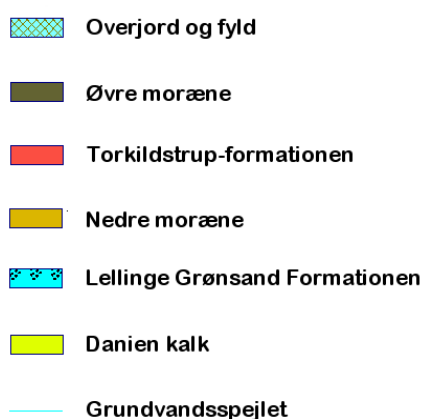 Overjord og fyld
Øvre moræne
Torkildstrup-formationen
Nedre moræne
Lellinge Grønsand Formationen
Danien kalk
Grundvandsspejlet